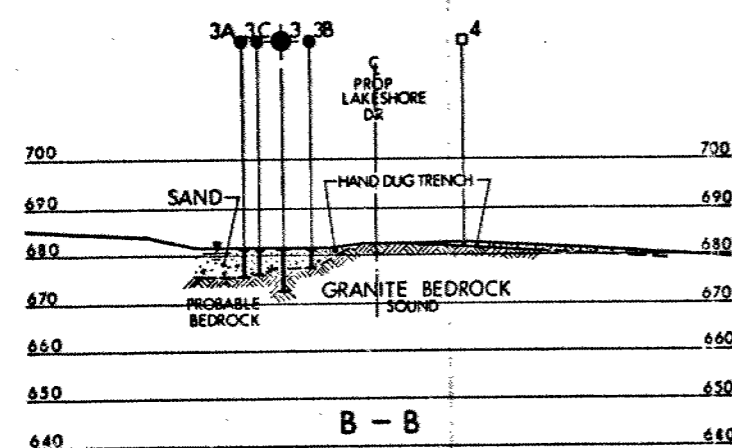 3A 3C 3 3B 4
℄
PROP
LAKESHORE
DR
700 700
HAND DUG TRENCH
SAND
690 690
680 680
GRANITE BEDROCK
SOUND
670 670
PROBABLE
BEDROCK
660 660
650 650
B - B
640 640